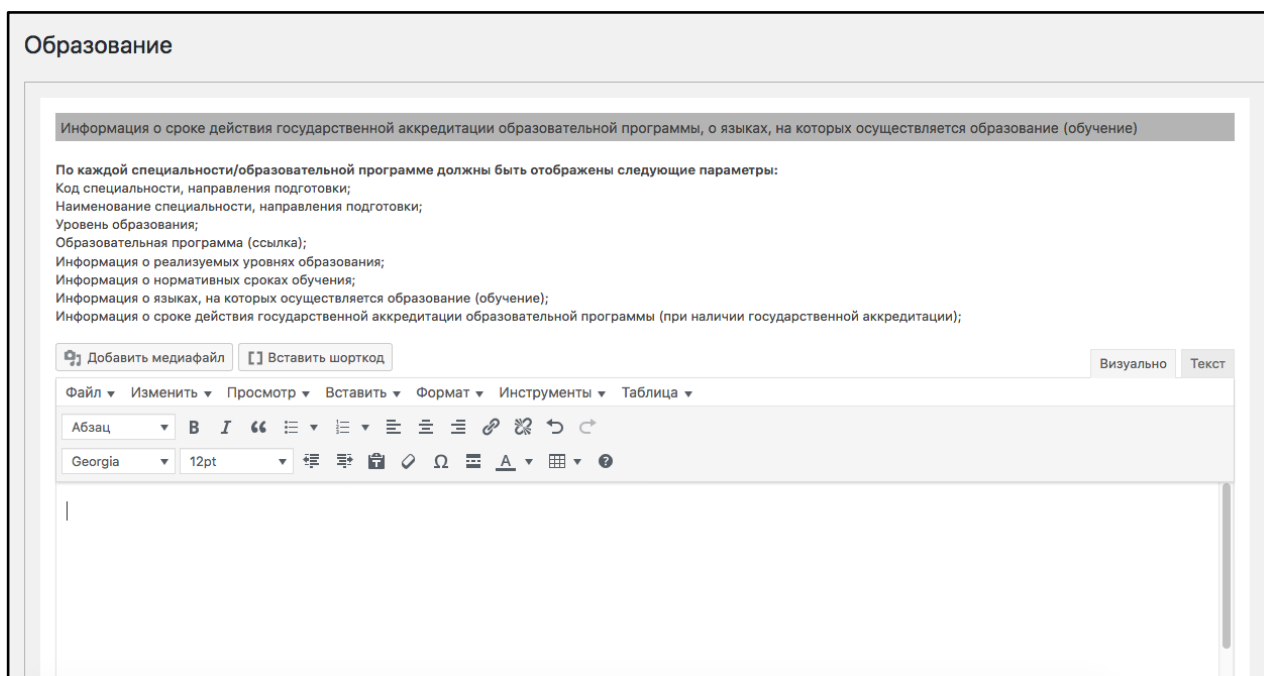 Образование
Информация о сроке действия государственной аккредитации образовательной программы, о языках, на которых осуществляется образование (обучение)
По каждой специальности/образовательной программе должны быть отображены следующие параметры:
Код специальности, направления подготовки;
Наименование специальности, направления подготовки;
Уровень образования;
Образовательная программа (ссылка);
Информация о реализуемых уровнях образования;
Информация о нормативных сроках обучения;
Информация о языках, на которых осуществляется образование (обучение);
Информация о сроке действия государственной аккредитации образовательной программы (при наличии государственной аккредитации);
Добавить медиафайл [ ] Вставить шорткод Визуально Текст
Файл Изменить Просмотр Вставить Формат Инструменты Таблица
Абзац B I
Georgia 12pt Ω A